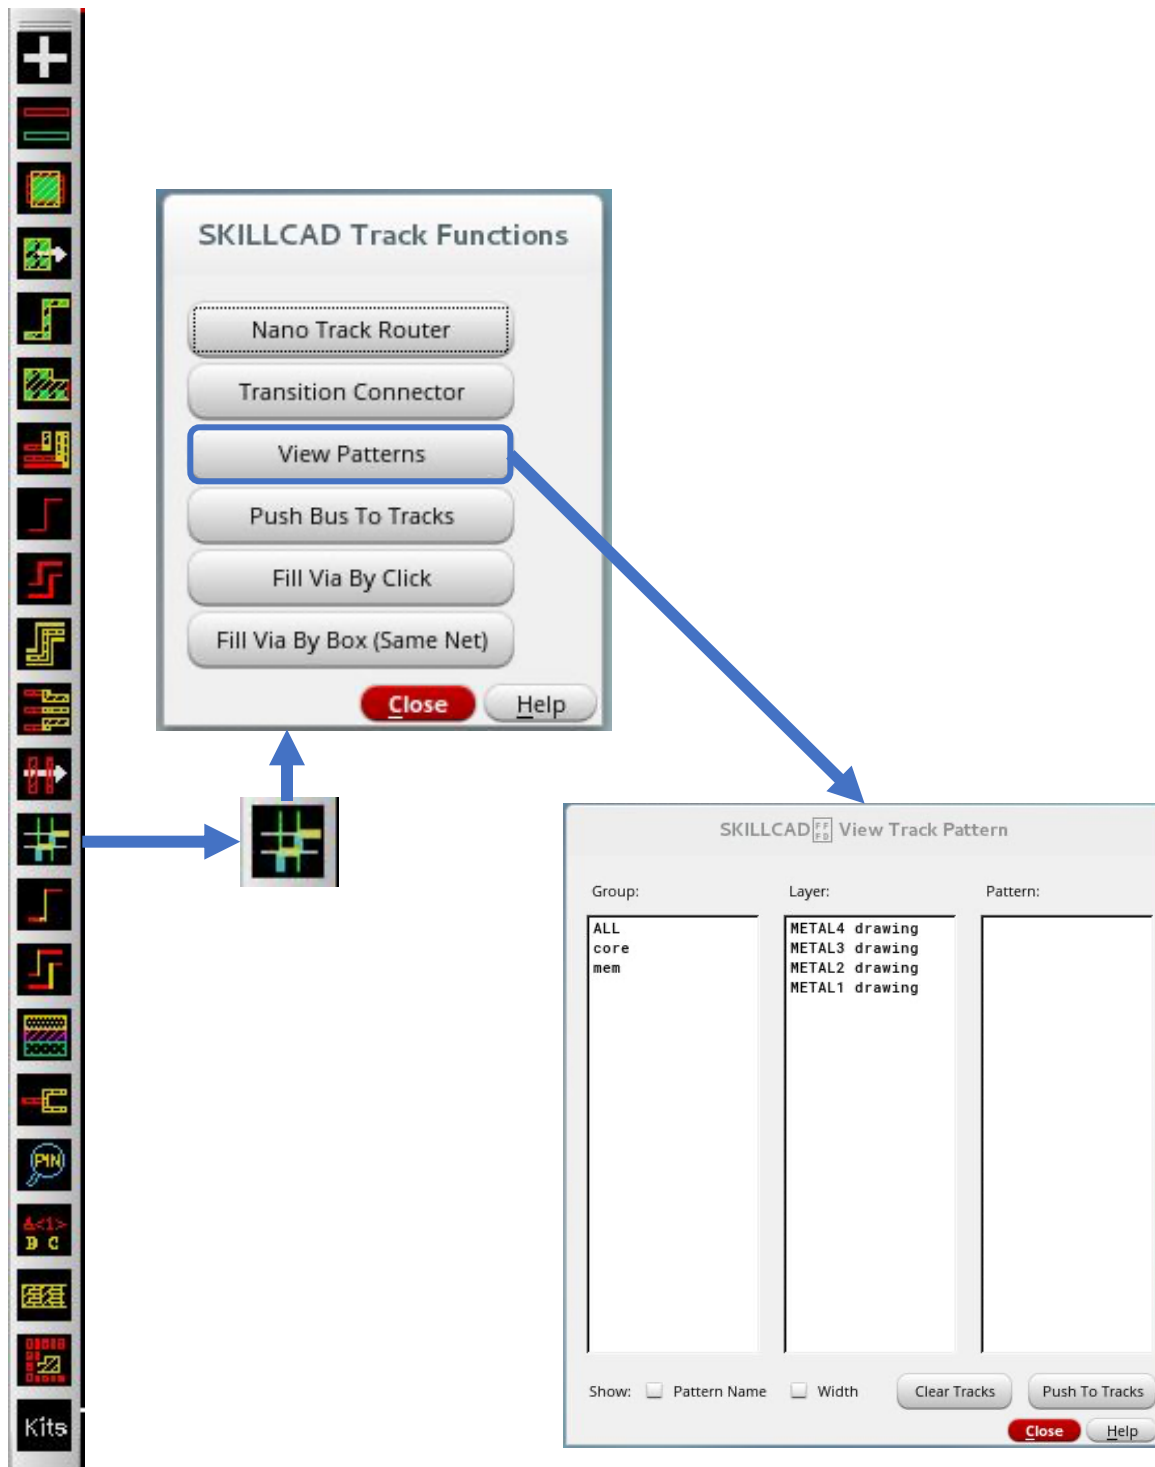 SKILLCAD Track Functions
Nano Track Router
Transition Connector
View Patterns
Push Bus To Tracks
Fill Via By Click
Fill Via By Box (Same Net)
Close Help
SKILLCAD View Track Pattern
Group: Layer: Pattern:
ALL METAL4 drawing
core METAL3 drawing
mem METAL2 drawing
METAL1 drawing
Show: Pattern Name Width Clear Tracks Push To Tracks
Close Help
PIN
A<1>
B C
Kits